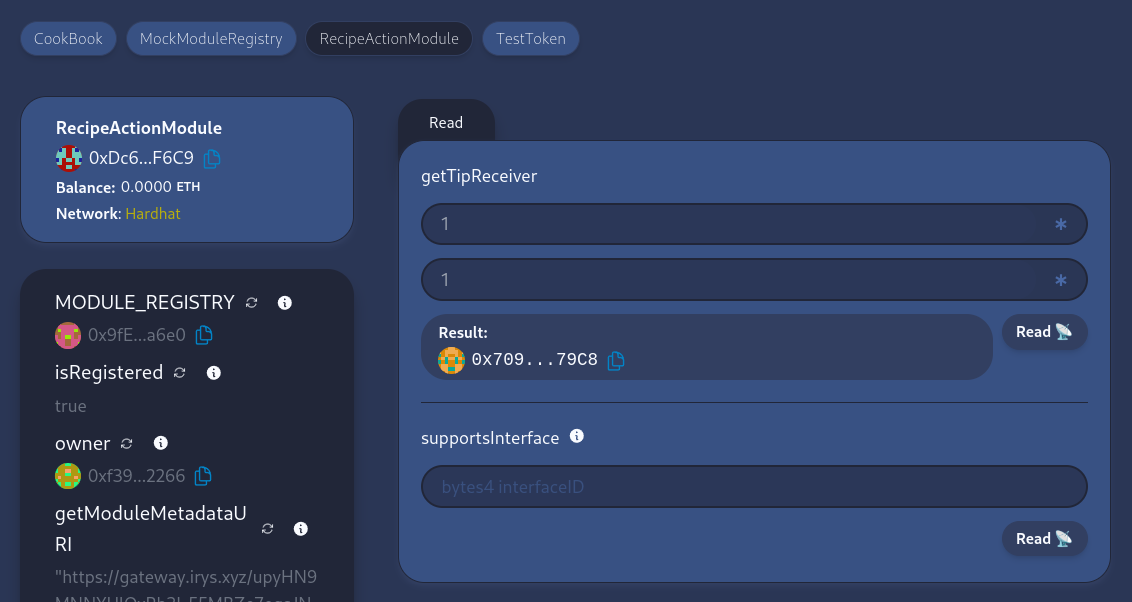 CookBook
MockModuleRegistry
RecipeActionModule
TestToken
RecipeActionModule
0xDc6...F6C9
Balance: 0.0000 ETH
Network: Hardhat
MODULE_REGISTRY
0x9fE...a6e0
isRegistered
true
owner
0xf39...2266
getModuleMetadataU
RI
"https://gateway.irys.xyz/upyHN9
Read
getTipReceiver
1
*
1
*
Result:
0x709...79C8
Read
supportsInterface
bytes4 interfaceID
Read